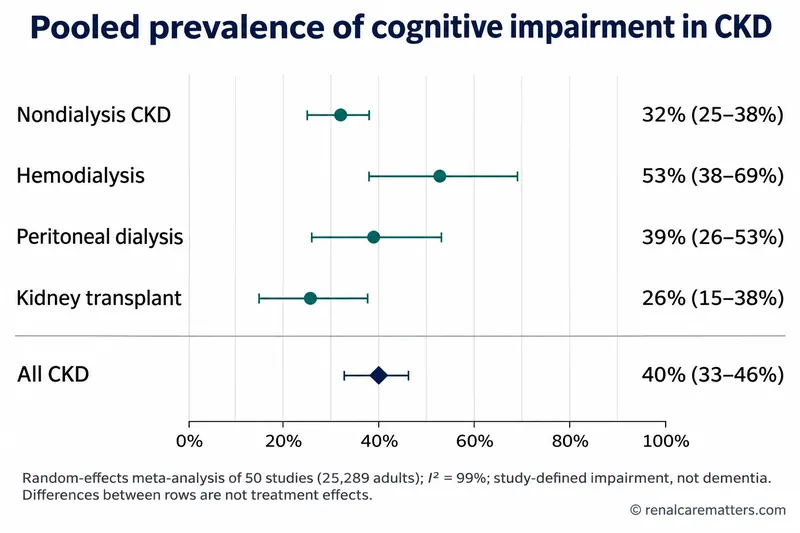 Pooled prevalence of cognitive impairment in CKD
Nondialysis CKD 32% (25–38%)
Hemodialysis 53% (38–69%)
Peritoneal dialysis 39% (26–53%)
Kidney transplant 26% (15–38%)
All CKD 40% (33–46%)
0% 20% 40% 60% 80% 100%
Random-effects meta-analysis of 50 studies (25,289 adults); I² = 99%; study-defined impairment, not dementia.
Differences between rows are not treatment effects.
© renalcarematters.com